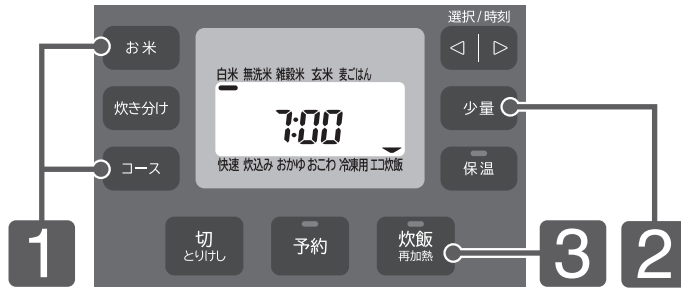 選択/時刻
お米
白米 無洗米 雑穀米 玄米 麦ごはん
炊き分け
7:00
少量
コース
快速 炊込み おかゆ おこわ 冷凍用 エコ炊飯
保温
切
とりけし
予約
炊飯
再加熱
1
3
2